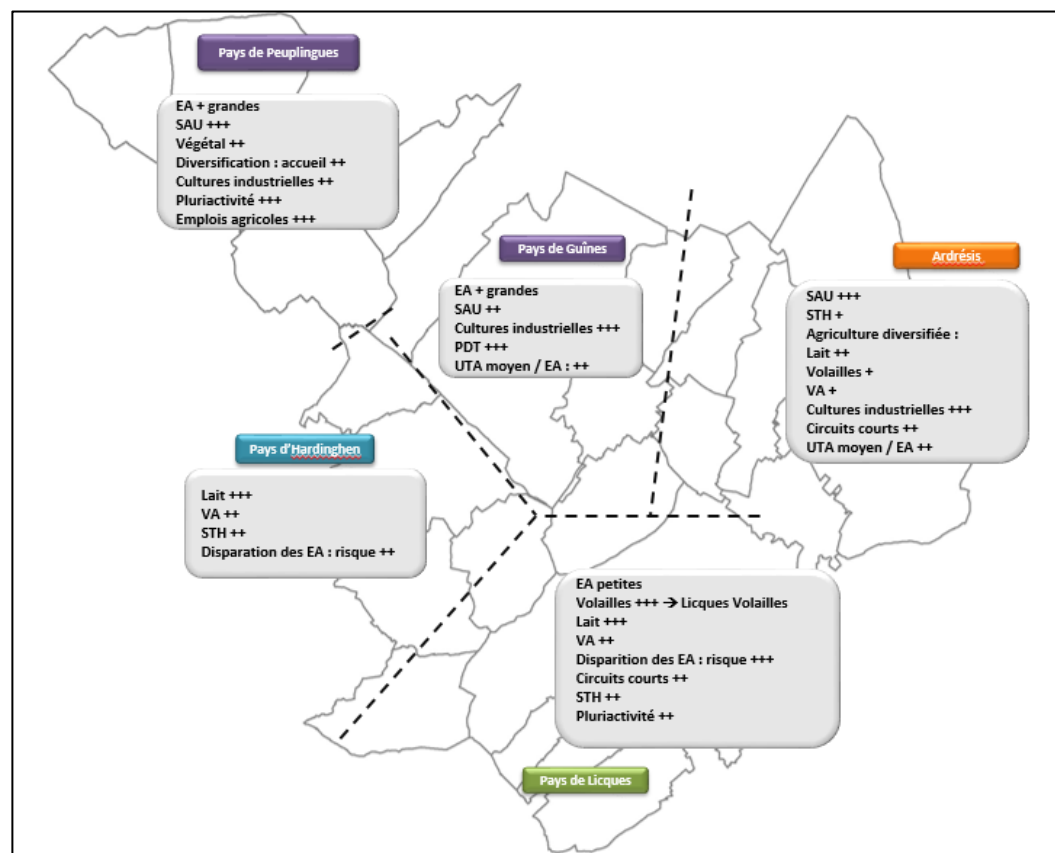 Pays de Peuplingues
EA + grandes
SAU +++
Végétal ++
Diversification : accueil ++
Cultures industrielles ++
Pluriactivité +++
Emplois agricoles +++
Pays de Guînes
EA + grandes
SAU ++
Cultures industrielles +++
PDT +++
UTA moyen / EA : ++
Ardrésis
SAU +++
STH +
Agriculture diversifiée :
Lait ++
Volailles +
VA +
Cultures industrielles +++
Circuits courts ++
UTA moyen / EA ++
Pays d'Hardinghen
Lait +++
VA ++
STH ++
Disparation des EA : risque ++
EA petites
Volailles +++ → Licques Volailles
Lait +++
VA ++
Disparition des EA : risque +++
Circuits courts ++
STH ++
Pluriactivité ++
Pays de Licques